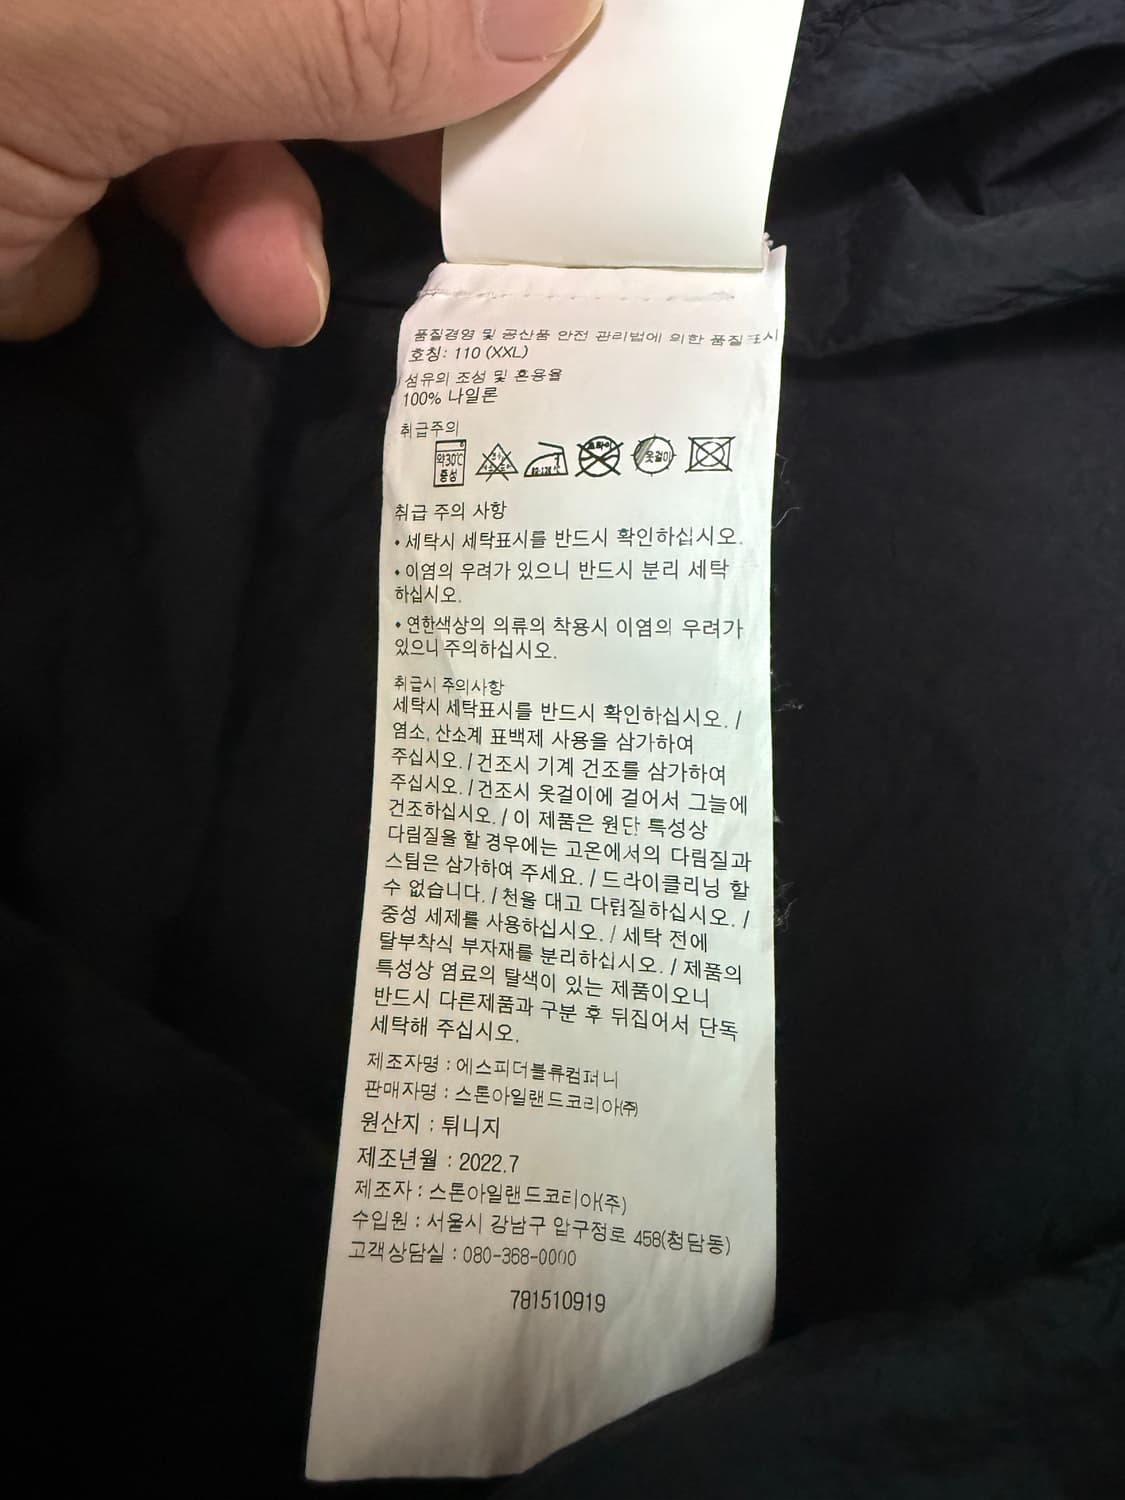 품질경영 및 공산품 안전 관리법에 의한 품질표시
호칭: 110 (XXL)
섬유의 조성 및 혼용율
100% 나일론
취급주의
약30℃
중성
옷걸이
취급 주의 사항
• 세탁시 세탁표시를 반드시 확인하십시오.
• 이염의 우려가 있으니 반드시 분리 세탁
하십시오.
• 연한색상의 의류의 착용시 이염의 우려가
있으니 주의하십시오.
취급시 주의사항
세탁시 세탁표시를 반드시 확인하십시오. /
염소, 산소계 표백제 사용을 삼가하여
주십시오. / 건조시 기계 건조를 삼가하여
주십시오. / 건조시 옷걸이에 걸어서 그늘에
건조하십시오. / 이 제품은 원단 특성상
다림질을 할 경우에는 고온에서의 다림질과
스팀은 삼가하여 주세요. / 드라이클리닝 할
수 없습니다. / 천을 대고 다림질하십시오. /
중성 세제를 사용하십시오. / 세탁 전에
탈부착식 부자재를 분리하십시오. / 제품의
특성상 염료의 탈색이 있는 제품이오니
반드시 다른제품과 구분 후 뒤집어서 단독
세탁해 주십시오.
제조자명 : 에스피더블류컴퍼니
판매자명 : 스톤아일랜드코리아(주)
원산지 : 튀니지
제조년월 : 2022.7
제조자 : 스톤아일랜드코리아(주)
수입원 : 서울시 강남구 압구정로 458(청담동)
고객상담실 : 080-368-0000
781510919